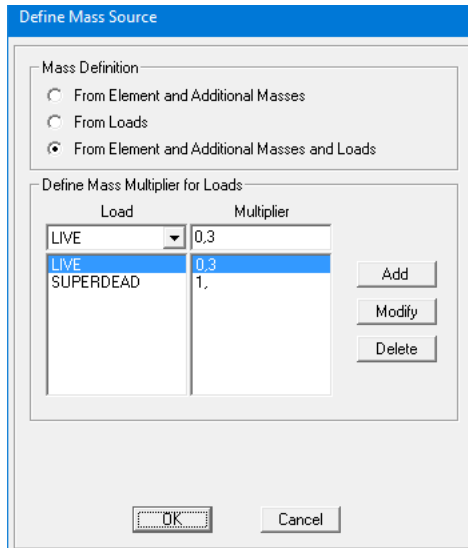 Define Mass Source
Mass Definition
From Element and Additional Masses
From Loads
From Element and Additional Masses and Loads
Define Mass Multiplier for Loads
Load Multiplier
LIVE 0,3
LIVE 0,3
SUPERDEAD 1,
Add
Modify
Delete
OK Cancel